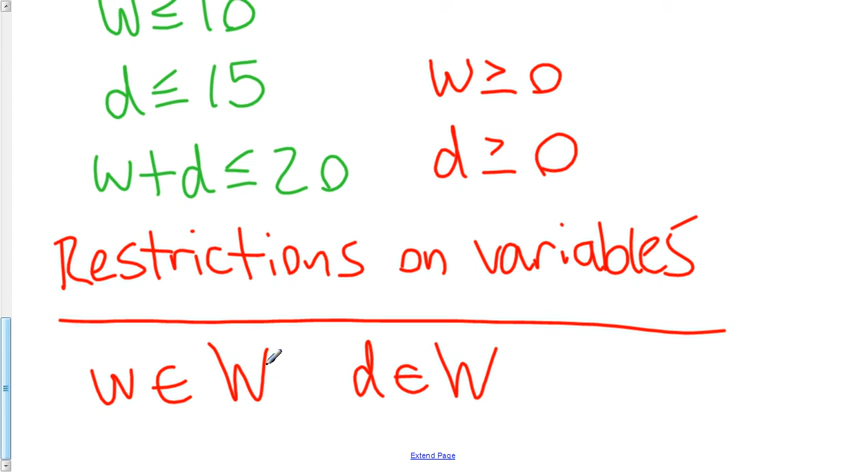 w ≤ 10
d ≤ 15
w ≥ 0
w + d ≤ 20
d ≥ 0
Restrictions on variables
w ∈ W d ∈ W
Extend Page